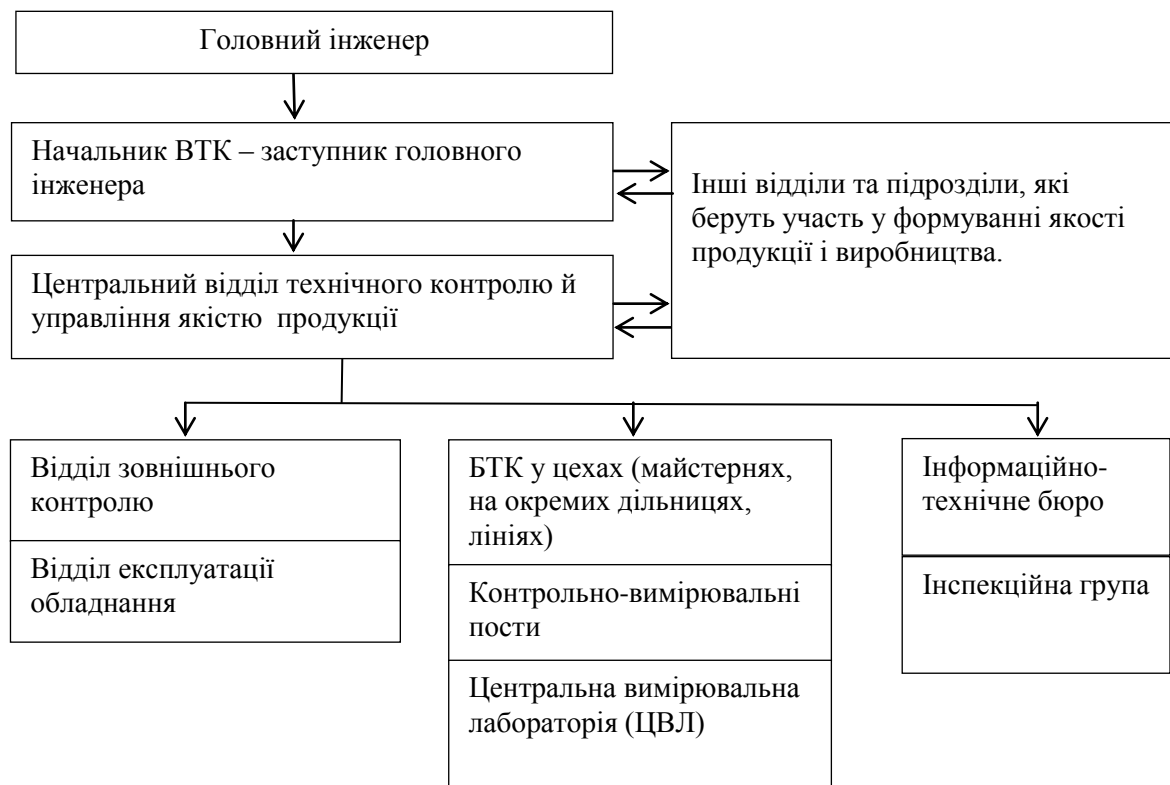 Головний інженер
Начальник ВТК – заступник головного
інженера
Інші відділи та підрозділи, які
беруть участь у формуванні якості
продукції і виробництва.
Центральний відділ технічного контролю й
управління якістю продукції
Відділ зовнішнього
контролю
Відділ експлуатації
обладнання
БТК у цехах (майстернях,
на окремих дільницях,
лініях)
Контрольно-вимірювальні
пости
Центральна вимірювальна
лабораторія (ЦВЛ)
Інформаційно-
технічне бюро
Інспекційна група